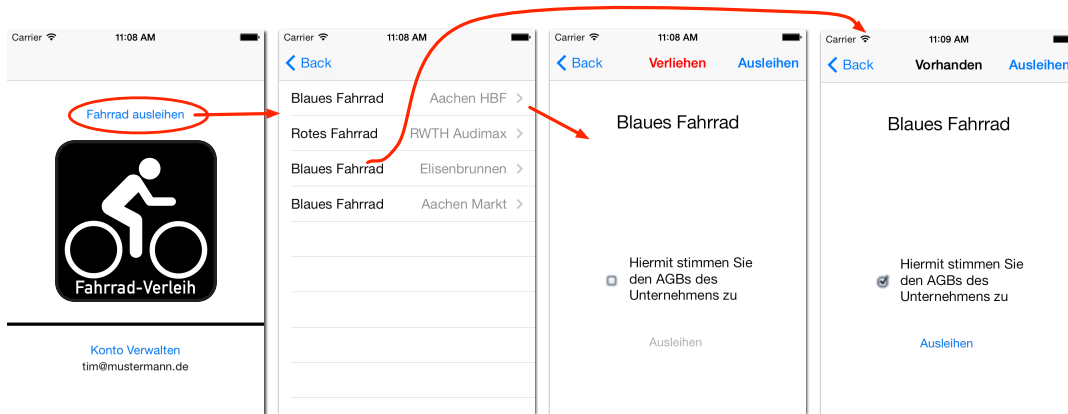 Carrier 11:08 AM
Fahrrad ausleihen
Fahrrad-Verleih
Konto Verwalten
tim@mustermann.de
Carrier 11:08 AM
Back
Blaues Fahrrad Aachen HBF
Rotes Fahrrad RWTH Audimax
Blaues Fahrrad Elisenbrunnen
Blaues Fahrrad Aachen Markt
Carrier 11:08 AM
Back Verliehen Ausleihen
Blaues Fahrrad
Hiermit stimmen Sie
den AGBs des
Unternehmens zu
Ausleihen
Carrier 11:09 AM
Back Vorhanden Ausleihen
Blaues Fahrrad
Hiermit stimmen Sie
den AGBs des
Unternehmens zu
Ausleihen